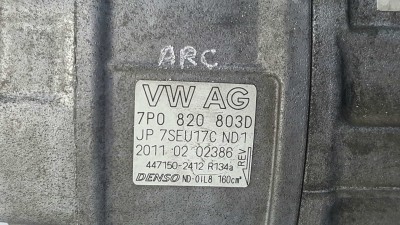 ARC
VW AG
7P0 820 803D
JP 7SEU17C ND1
2011 02 02386
447150-2412 R134a
REV
DENSO ND-OIL8 160cm³